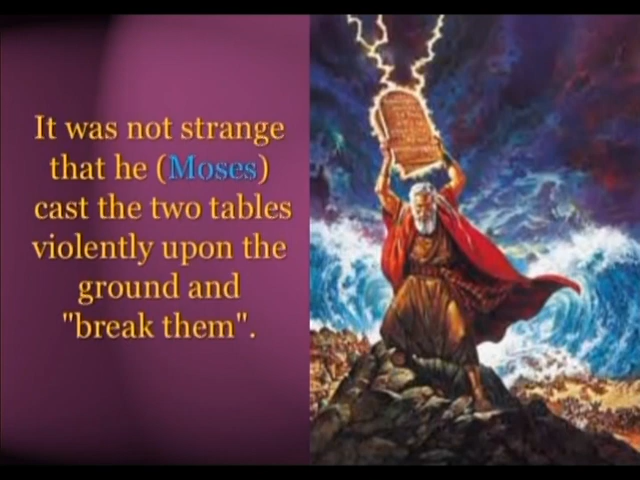 It was not strange
that he (Moses)
cast the two tables
violently upon the
ground and
"break them".